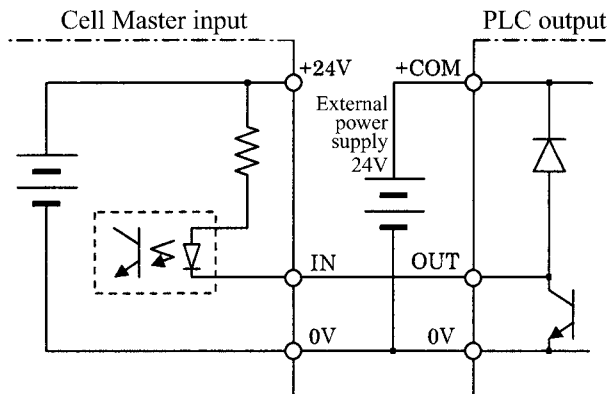 Cell Master input
PLC output
+24V
+COM
External
power
supply
24V
IN
OUT
0V
0V